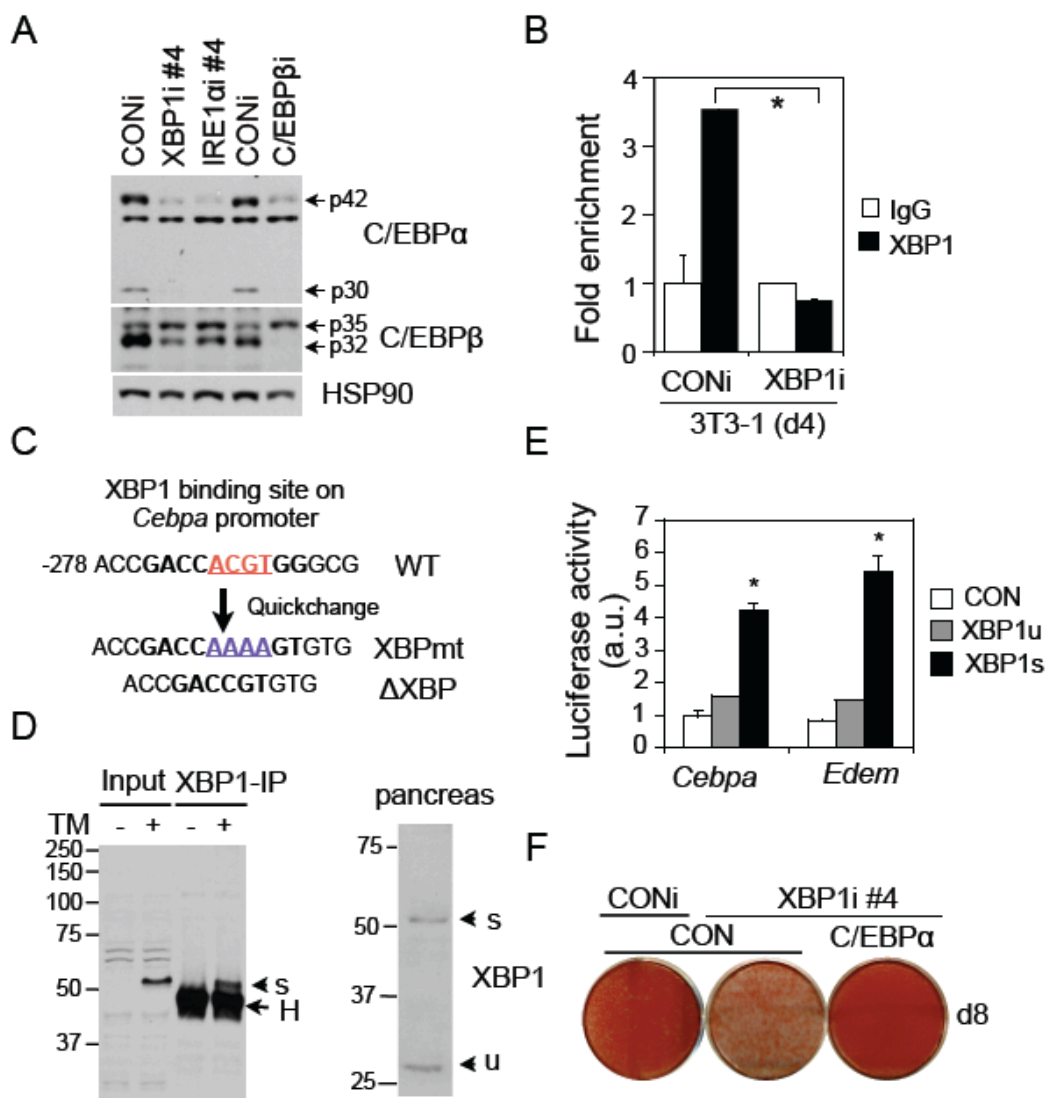 A
CONi
XBP1i #4
IRE1αi #4
CONi
C/EBPβi
p42
C/EBPα
p30
p35
C/EBPβ
p32
HSP90
B
Fold enrichment
4
3
2
1
0
*
IgG
XBP1
CONi XBP1i
3T3-1 (d4)
C
XBP1 binding site on
Cebpa promoter
-278 ACCGACCACGTGGGCG WT
Quickchange
ACCGACCAAAAGTGTG XBPmt
ACCGACCGTGTG ΔXBP
D
Input XBP1-IP
TM - + - +
250
150
100
75
50
37
s
H
pancreas
75
50
37
25
s
XBP1
u
E
Luciferase activity
(a.u.)
7
6
5
4
3
2
1
0
*
*
CON
XBP1u
XBP1s
Cebpa Edem
F
CONi XBP1i #4
CON C/EBPα
d8